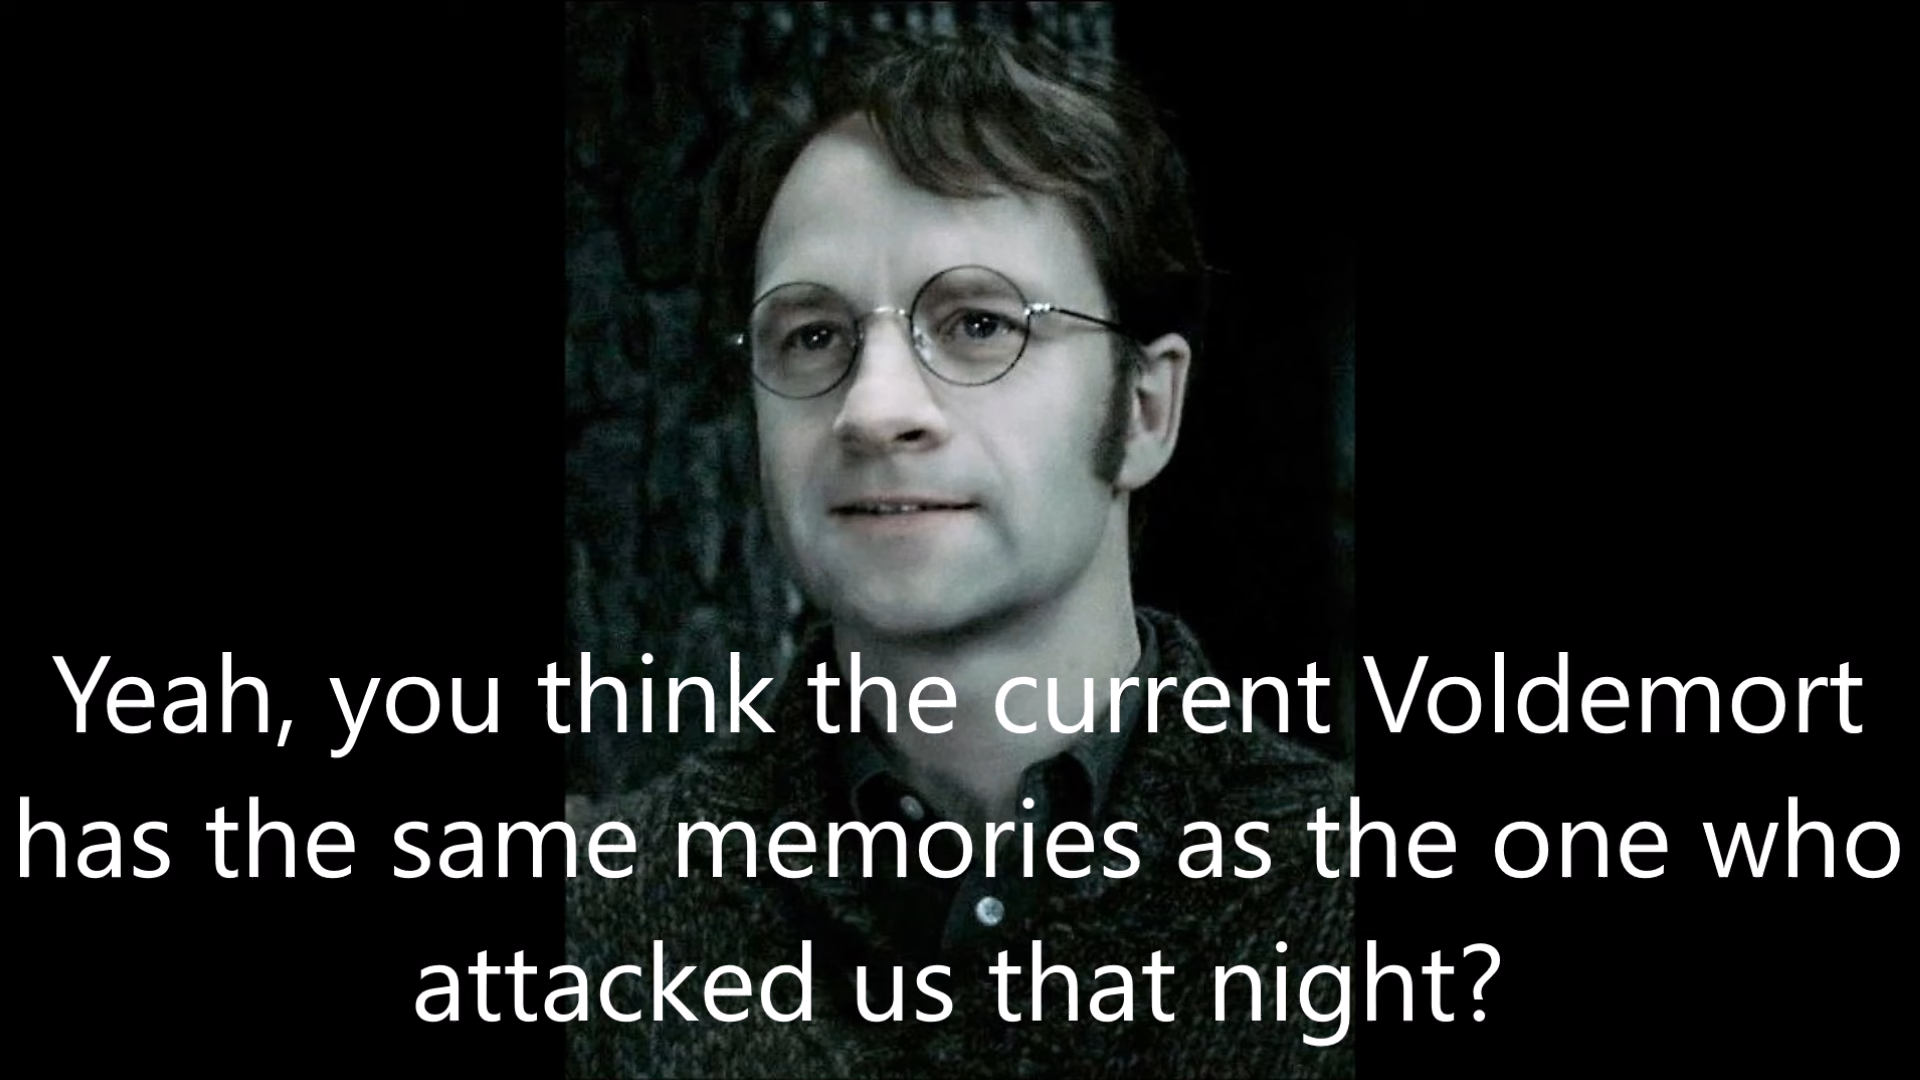 Yeah, you think the current Voldemort
has the same memories as the one who
attacked us that night?